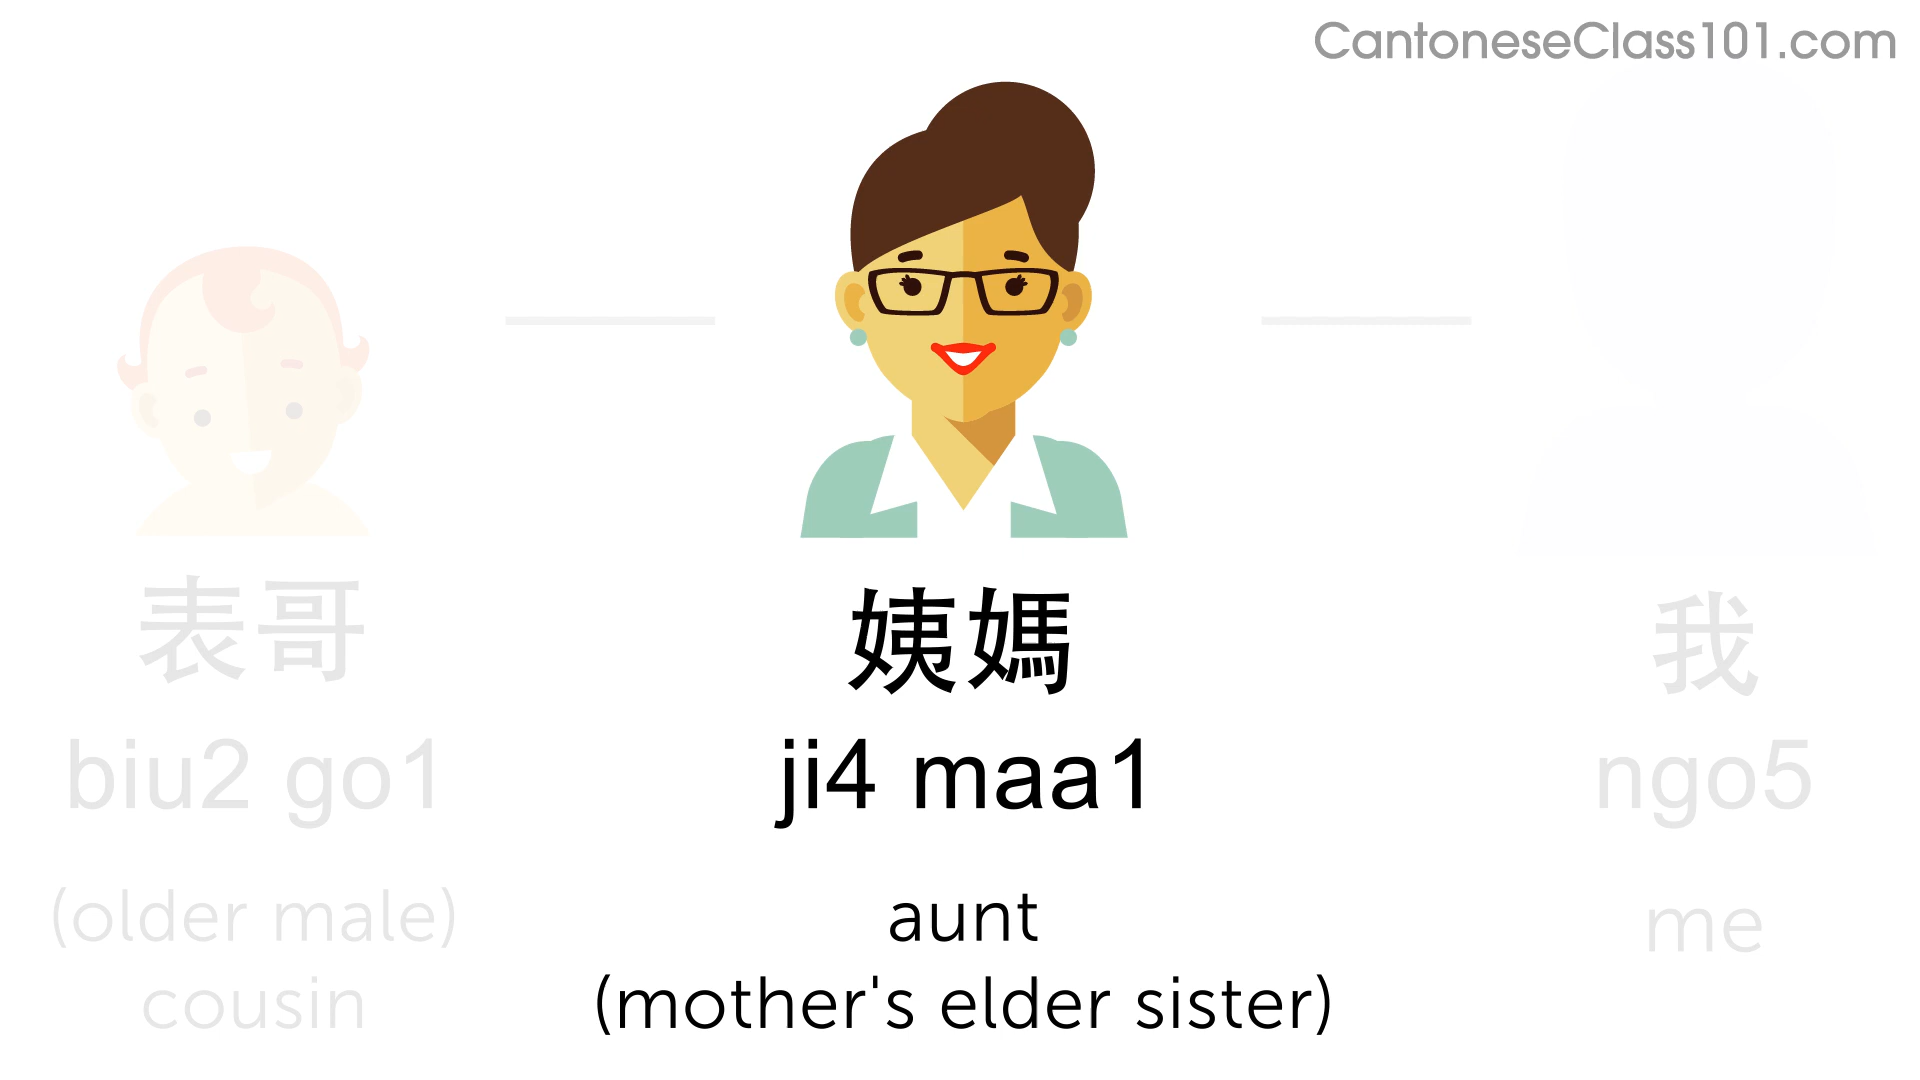 CantoneseClass101.com
表哥
biu2 go1
(older male)
cousin
姨媽
ji4 maa1
aunt
(mother's elder sister)
我
ngo5
me